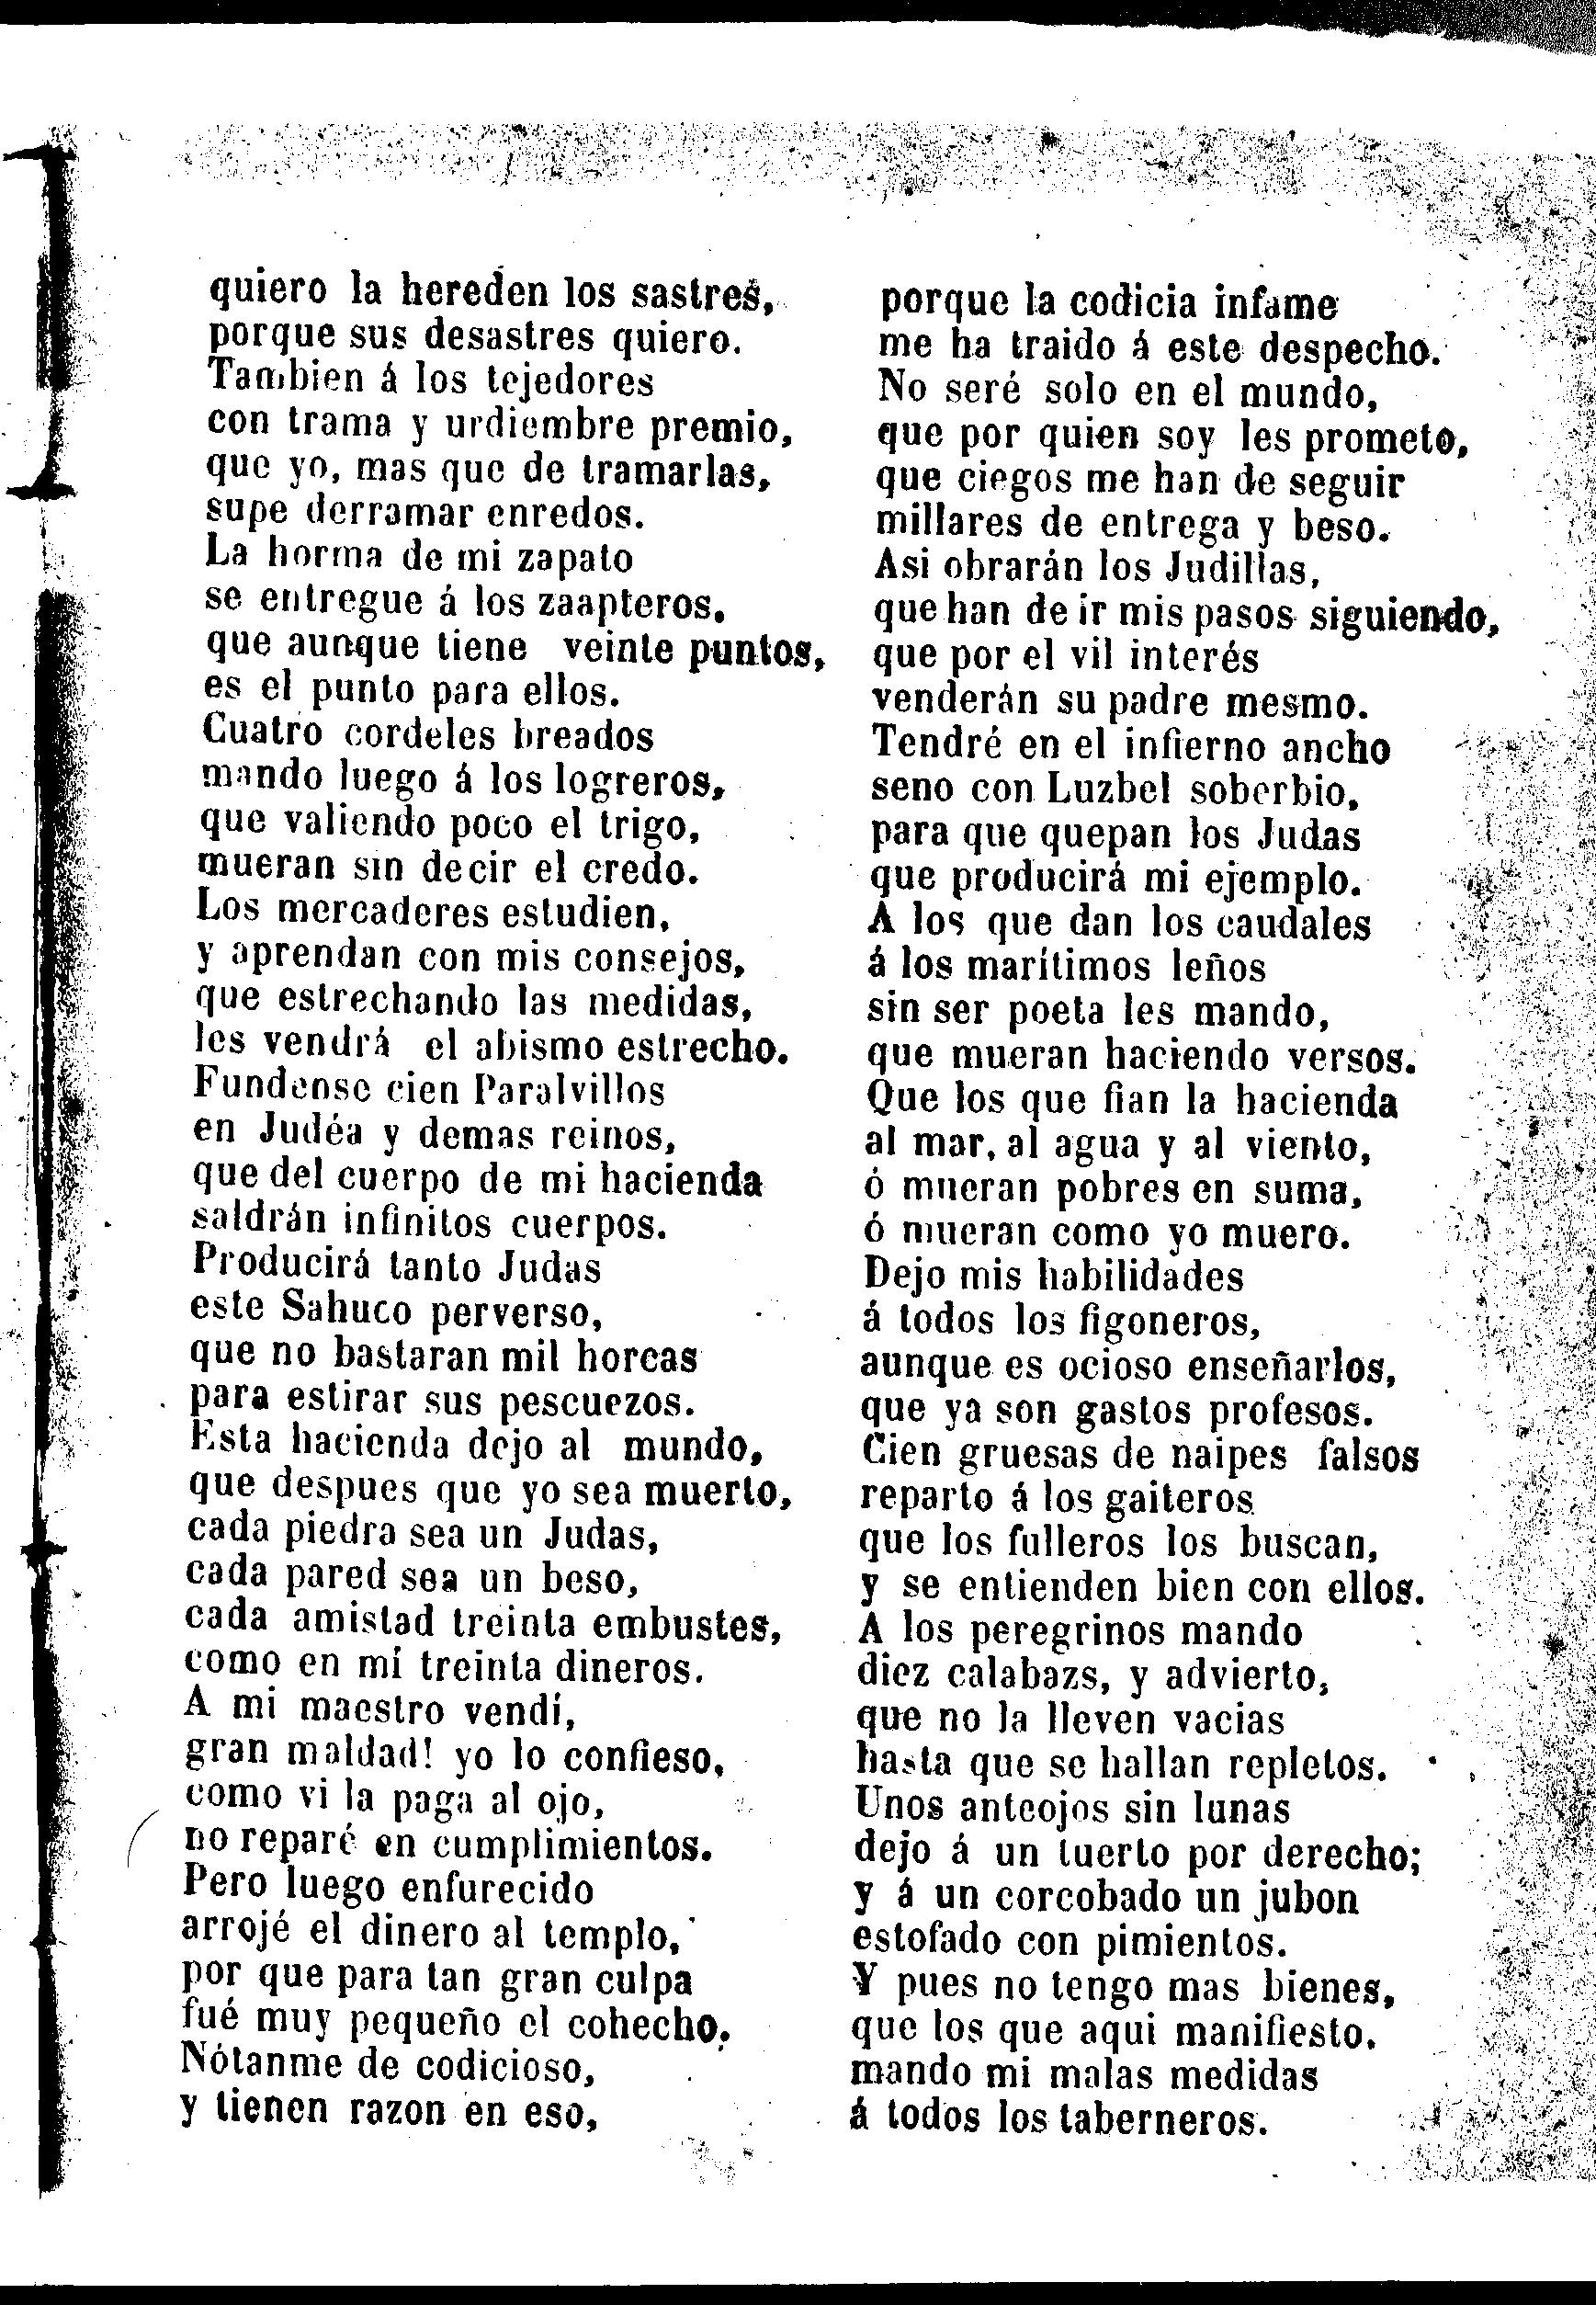 quiero la hereden los sastres,
porque sus desastres quiero.
Tambien á los tejedores
con trama y urdiembre premio,
que yo, mas que de tramarlas,
supe derramar enredos.
La horma de mi zapato
se entregue á los zaapteros.
que aunque tiene veinte puntos,
es el punto para ellos.
Cuatro cordeles breados
mando luego á los logreros,
que valiendo poco el trigo,
mueran sin decir el credo.
Los mercaderes estudien,
y aprendan con mis consejos,
que estrechando las medidas,
les vendrá el abismo estrecho.
Fundense cien Paralvillos
en Judéa y demas reinos,
que del cuerpo de mi hacienda
saldrán infinitos cuerpos.
Producirá tanto Judas
este Sahuco perverso,
que no bastaran mil horcas
para estirar sus pescuezos.
Esta hacienda dejo al mundo,
que despues que yo sea muerto,
cada piedra sea un Judas,
cada pared sea un beso,
cada amistad treinta embustes,
como en mí treinta dineros.
A mi maestro vendí,
gran maldad! yo lo confieso,
como vi la paga al ojo,
no reparé en cumplimientos.
Pero luego enfurecido
arrojé el dinero al templo,
por que para tan gran culpa
fué muy pequeño el cohecho.
Nótanme de codicioso,
y tienen razon en eso,
porque la codicia infame
me ha traido á este despecho.
No seré solo en el mundo,
que por quien soy les prometo,
que ciegos me han de seguir
millares de entrega y beso.
Asi obrarán los Judillas,
que han de ir mis pasos siguiendo,
que por el vil interés
venderán su padre mesmo.
Tendré en el infierno ancho
seno con Luzbel soberbio,
para que quepan los Judas
que producirá mi ejemplo.
A los que dan los caudales
á los marítimos leños
sin ser poeta les mando,
que mueran haciendo versos.
Que los que fian la hacienda
al mar, al agua y al viento,
ó mueran pobres en suma,
ó mueran como yo muero.
Dejo mis habilidades
á todos los figoneros,
aunque es ocioso enseñarlos,
que ya son gastos profesos.
Cien gruesas de naipes falsos
reparto á los gaiteros
que los fulleros los buscan,
y se entienden bien con ellos.
A los peregrinos mando
diez calabazs, y advierto,
que no la lleven vacias
hasta que se hallan repletos.
Unos anteojos sin lunas
dejo á un tuerto por derecho;
y á un corcobado un jubon
estofado con pimientos.
Y pues no tengo mas bienes,
que los que aqui manifiesto.
mando mi malas medidas
á todos los taberneros.